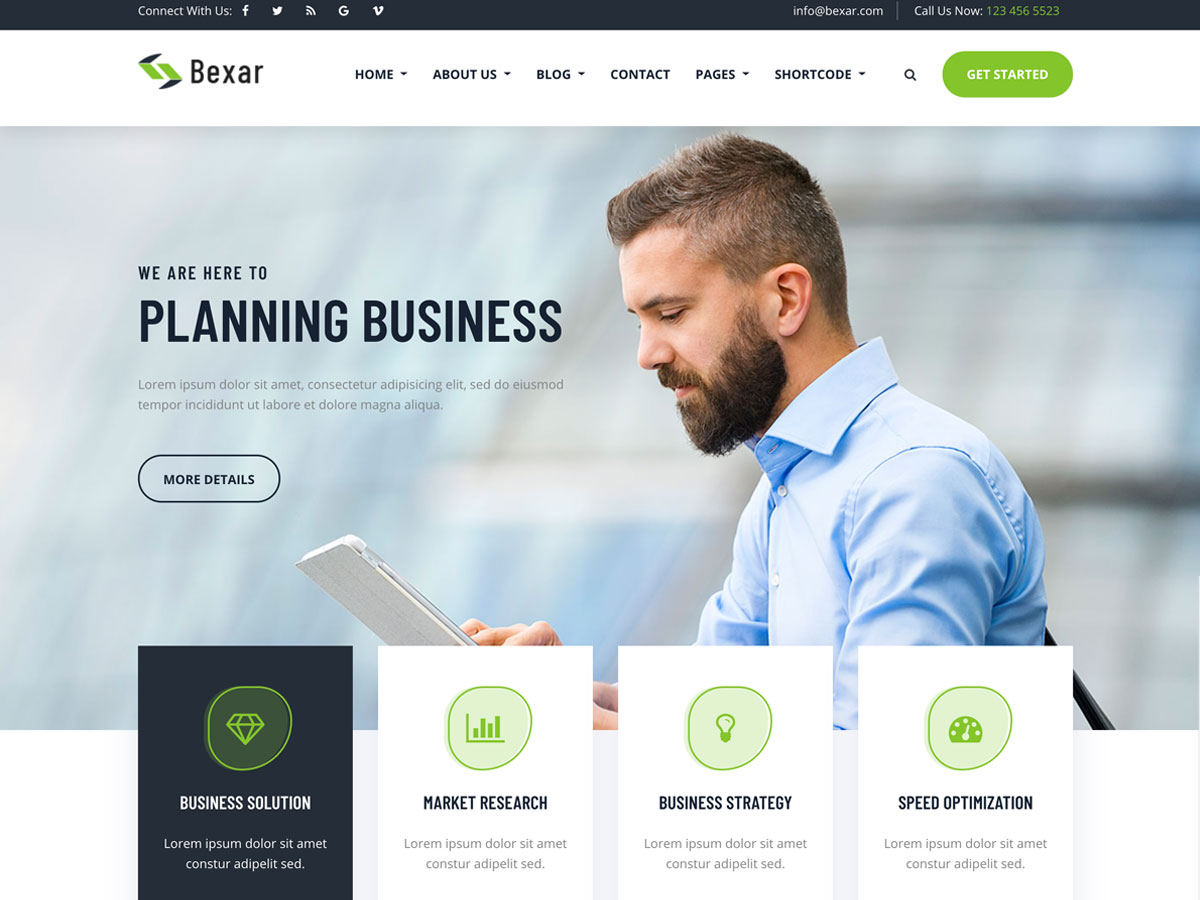 Connect With Us:
info@bexar.com
Call Us Now: 123 456 5523
Bexar
HOME
ABOUT US
BLOG
CONTACT
PAGES
SHORTCODE
GET STARTED
WE ARE HERE TO
PLANNING BUSINESS
Lorem ipsum dolor sit amet, consectetur adipisicing elit, sed do eiusmod
tempor incididunt ut labore et dolore magna aliqua.
MORE DETAILS
BUSINESS SOLUTION
Lorem ipsum dolor sit amet
constur adipelit sed.
MARKET RESEARCH
Lorem ipsum dolor sit amet
constur adipelit sed.
BUSINESS STRATEGY
Lorem ipsum dolor sit amet
constur adipelit sed.
SPEED OPTIMIZATION
Lorem ipsum dolor sit amet
constur adipelit sed.